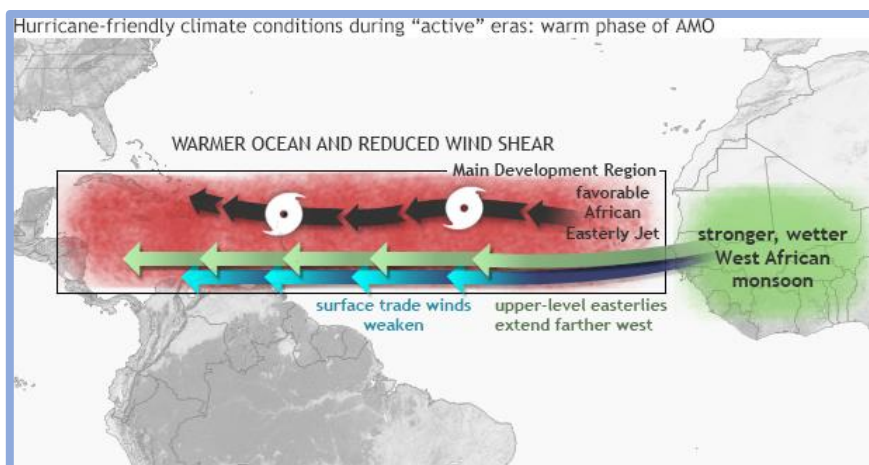 Hurricane-friendly climate conditions during “active” eras: warm phase of AMO
WARMER OCEAN AND REDUCED WIND SHEAR
Main Development Region
favorable
African
Easterly Jet
stronger, wetter
West African
monsoon
surface trade winds
weaken
upper-level easterlies
extend farther west